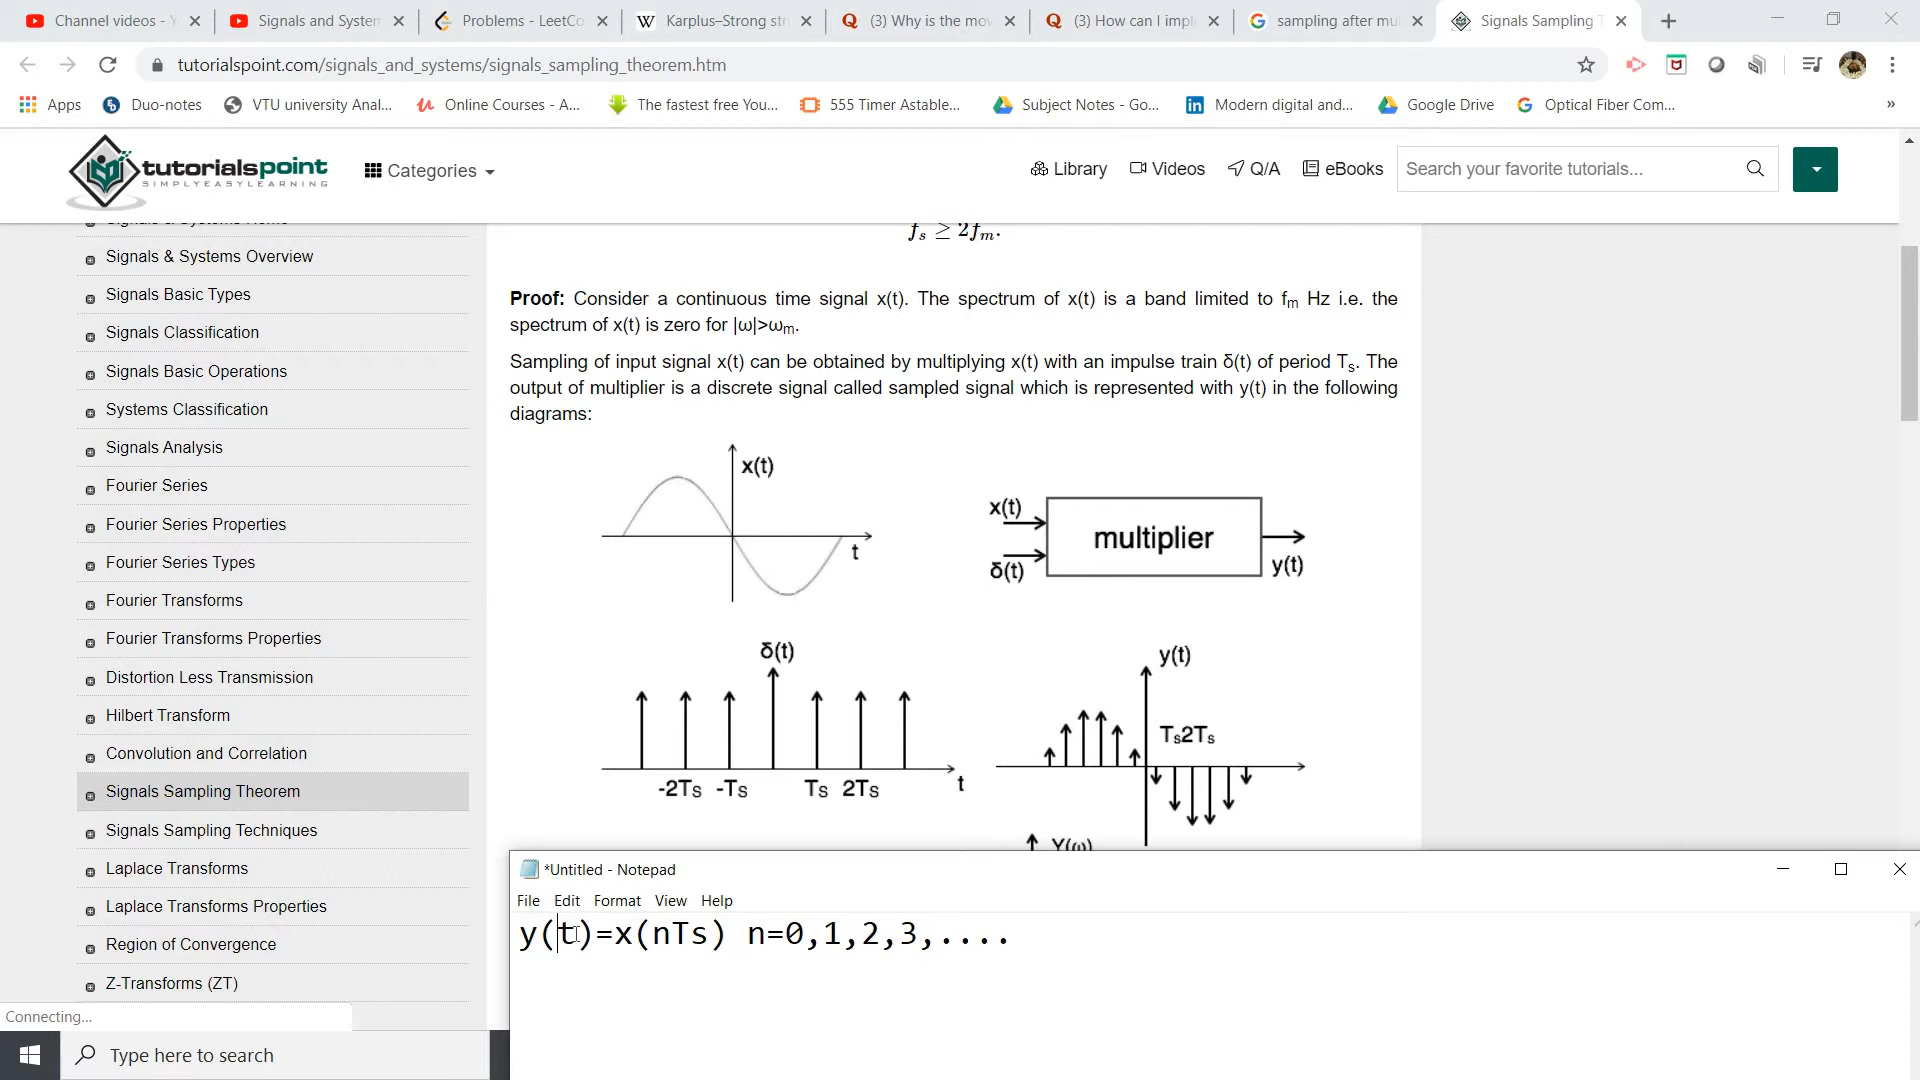 Channel videos - Y
Signals and System
Problems - LeetCo
Karplus–Strong str
(3) Why is the mov
(3) How can I imple
sampling after mul
Signals Sampling T
tutorialspoint.com/signals_and_systems/signals_sampling_theorem.htm
Apps
Duo-notes
VTU university Anal...
Online Courses - A...
The fastest free You...
555 Timer Astable...
Subject Notes - Go...
Modern digital and...
Google Drive
Optical Fiber Com...
»
tutorialspoint
SIMPLYEASYLEARNING
Categories
Library
Videos
Q/A
eBooks
Search your favorite tutorials...
Signals & Systems Home
Signals & Systems Overview
Signals Basic Types
Signals Classification
Signals Basic Operations
Systems Classification
Signals Analysis
Fourier Series
Fourier Series Properties
Fourier Series Types
Fourier Transforms
Fourier Transforms Properties
Distortion Less Transmission
Hilbert Transform
Convolution and Correlation
Signals Sampling Theorem
Signals Sampling Techniques
Laplace Transforms
Laplace Transforms Properties
Region of Convergence
Z-Transforms (ZT)
fs ≥ 2fm.
Proof: Consider a continuous time signal x(t). The spectrum of x(t) is a band limited to fm Hz i.e. the
spectrum of x(t) is zero for |ω|>ωm.
Sampling of input signal x(t) can be obtained by multiplying x(t) with an impulse train δ(t) of period Ts. The
output of multiplier is a discrete signal called sampled signal which is represented with y(t) in the following
diagrams:
x(t)
t
x(t)
δ(t)
multiplier
y(t)
δ(t)
-2Ts -Ts Ts 2Ts
t
y(t)
Ts2Ts
Y(ω)
*Untitled - Notepad
File Edit Format View Help
y(t)=x(nTs) n=0,1,2,3,....
Connecting...
Type here to search